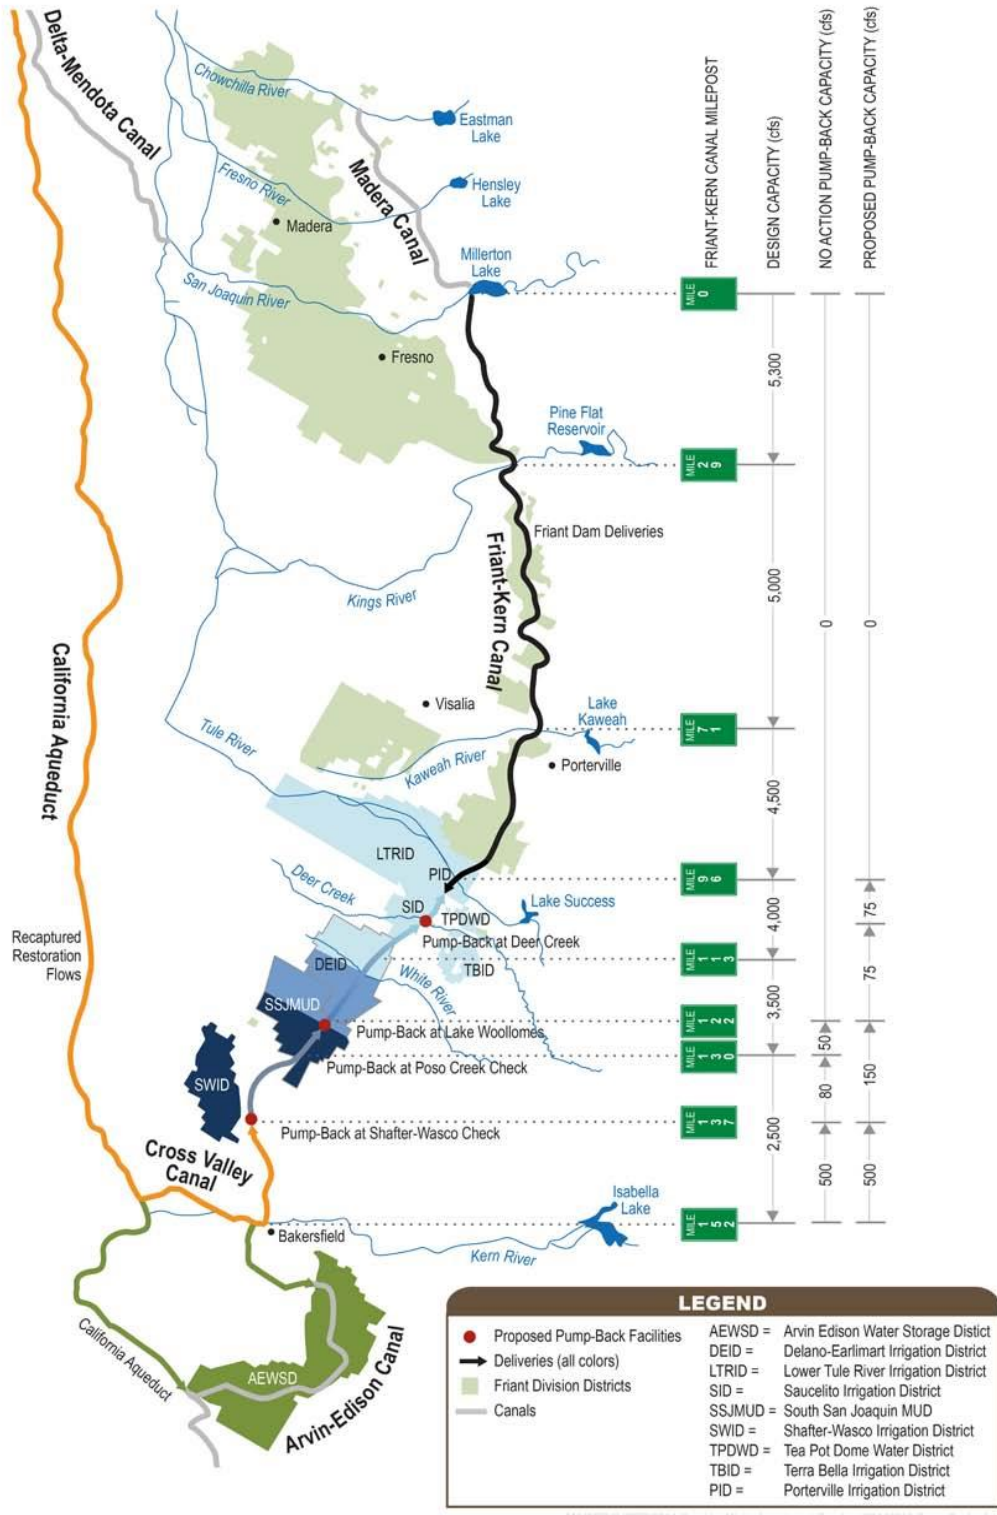 Delta-Mendota Canal
Chowchilla River
Eastman
Lake
Fresno River
Hensley
Lake
Madera
Madera Canal
Millerton
Lake
San Joaquin River
Fresno
Pine Flat
Reservoir
Friant Dam Deliveries
Friant-Kern Canal
Kings River
California Aqueduct
Visalia
Lake
Kaweah
Tule River
Kaweah River
Porterville
LTRID
PID
Deer Creek
SID
TPDWD
Lake Success
Pump-Back at Deer Creek
Recaptured
Restoration
Flows
DEID
TBID
White River
SSJMUD
Pump-Back at Lake Woollomes
Pump-Back at Poso Creek Check
SWID
Pump-Back at Shafter-Wasco Check
Cross Valley
Canal
Isabella
Lake
Bakersfield
Kern River
California Aqueduct
AEWSD
Arvin-Edison Canal
FRIANT-KERN CANAL MILEPOST
DESIGN CAPACITY (cfs)
NO ACTION PUMP-BACK CAPACITY (cfs)
PROPOSED PUMP-BACK CAPACITY (cfs)
MILE 0
MILE 29
MILE 71
MILE 96
MILE 113
MILE 122
MILE 130
MILE 137
MILE 152
5,300
5,000
4,500
4,000
3,500
2,500
0
50
80
500
0
75
75
150
500
LEGEND
Proposed Pump-Back Facilities
Deliveries (all colors)
Friant Division Districts
Canals
AEWSD = Arvin Edison Water Storage Distict
DEID = Delano-Earlimart Irrigation District
LTRID = Lower Tule River Irrigation District
SID = Saucelito Irrigation District
SSJMUD = South San Joaquin MUD
SWID = Shafter-Wasco Irrigation District
TPDWD = Tea Pot Dome Water District
TBID = Terra Bella Irrigation District
PID = Porterville Irrigation District